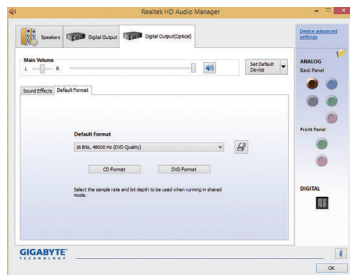 Realtek HD Audio Manager
Speakers
Digital Output
Digital Output(Optical)
Device advanced
settings
Main Volume
L
R
Set Default
Device
ANALOG
Back Panel
Sound Effects
Default Format
Default Format
16 Bits, 48000 Hz (DVD Quality)
CD Format
DVD Format
Select the sample rate and bit depth to be used when running in shared
mode.
Front Panel
DIGITAL
GIGABYTE
TECHNOLOGY
i
OK